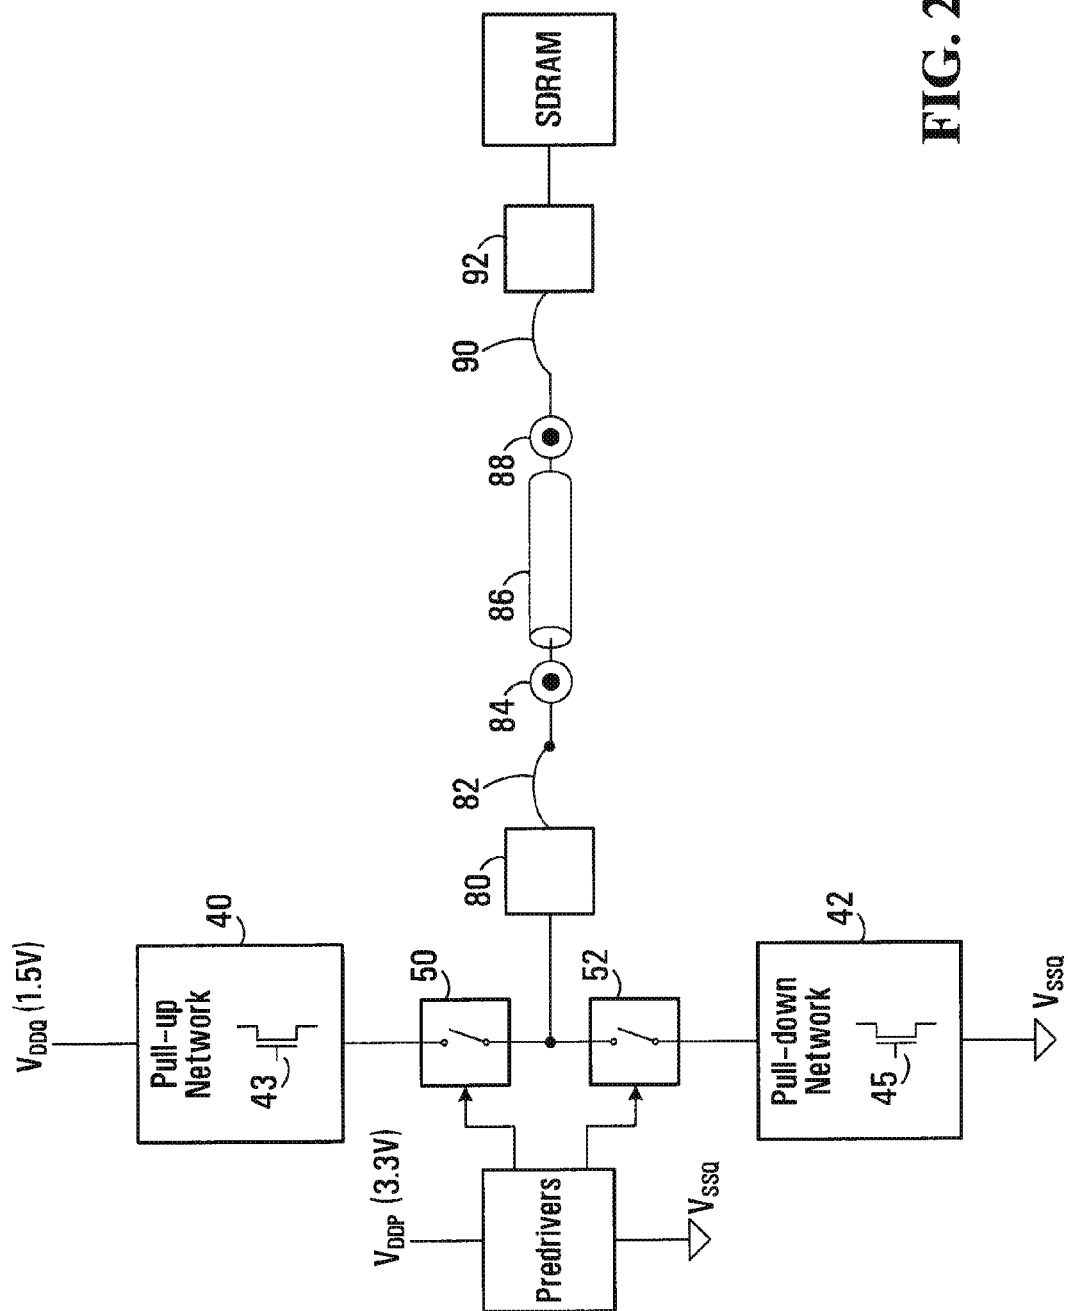 V_DDQ (1.5V)
40
Pull-up
Network
43
50
V_DDP (3.3V)
Predrivers
V_SSQ
52
42
Pull-down
Network
45
V_SSQ
80
82
84
86
88
90
92
SDRAM
FIG. 2